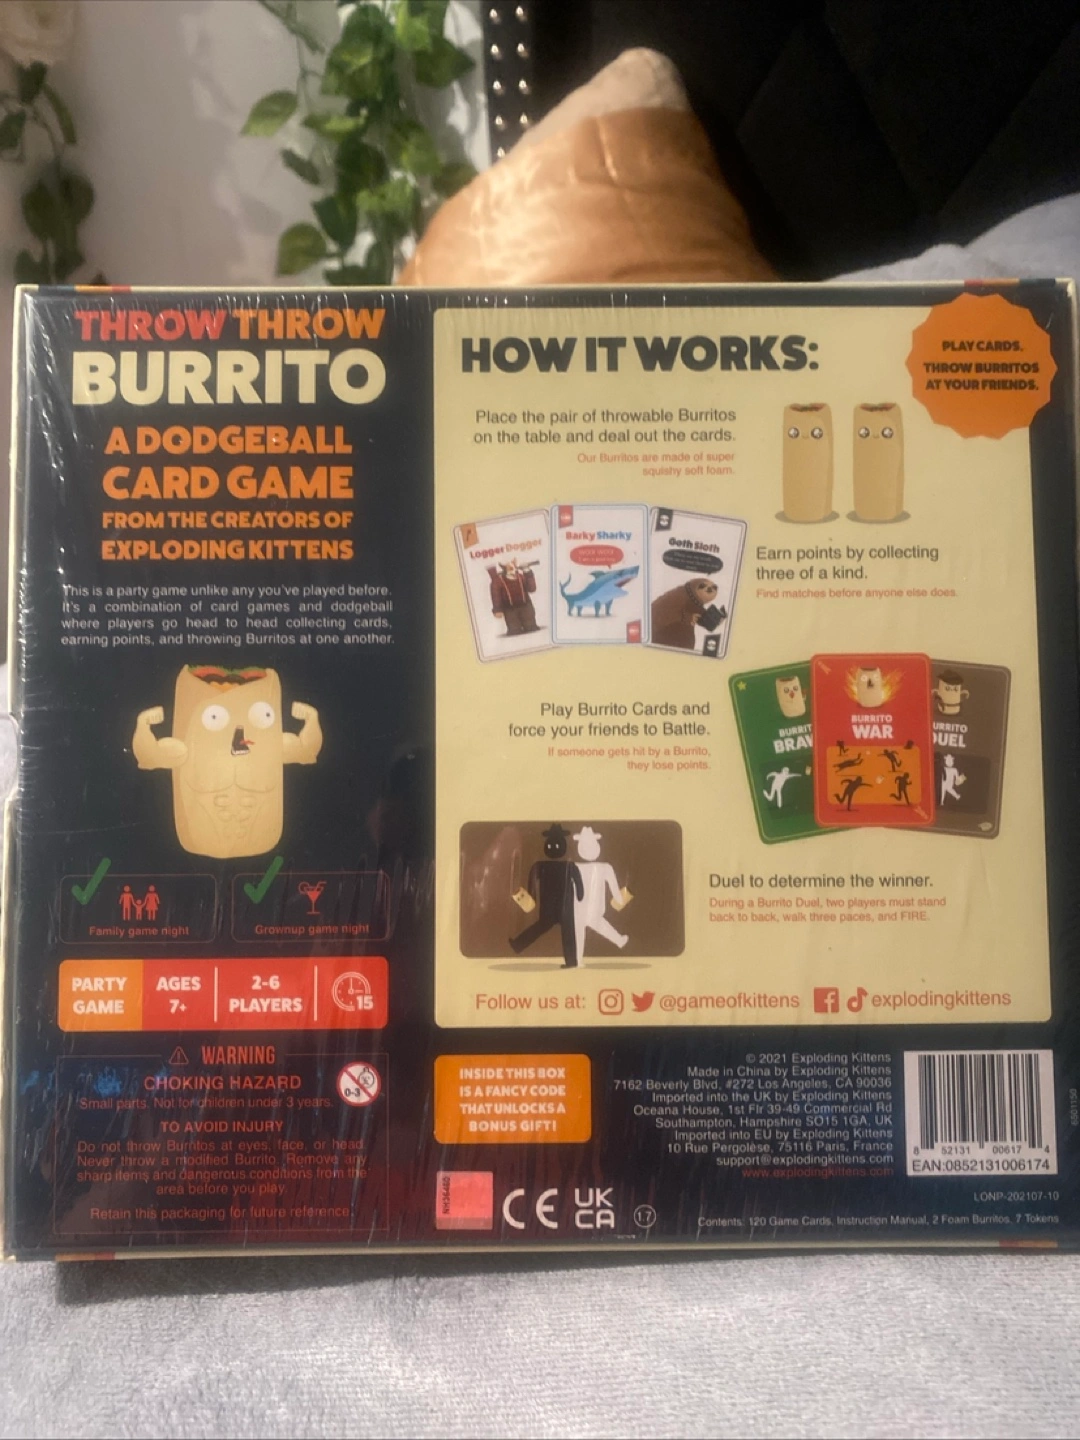 THROW THROW
BURRITO
A DODGEBALL
CARD GAME
FROM THE CREATORS OF
EXPLODING KITTENS
This is a party game unlike any you've played before.
It's a combination of card games and dodgeball
where players go head to head collecting cards,
earning points, and throwing Burritos at one another.
Family game night
Grownup game night
PARTY
GAME
AGES
7+
2-6
PLAYERS
15
WARNING
CHOKING HAZARD
Small parts. Not for children under 3 years.
0-3
TO AVOID INJURY
Do not throw Burritos at eyes, face, or head.
Never throw a modified Burrito. Remove any
sharp items and dangerous conditions from the
area before you play.
Retain this packaging for future reference.
HOW IT WORKS:
PLAY CARDS.
THROW BURRITOS
AT YOUR FRIENDS.
Place the pair of throwable Burritos
on the table and deal out the cards.
Our Burritos are made of super
squishy soft foam.
Logger Dogger
Barky Sharky
Goth Sloth
Earn points by collecting
three of a kind.
Find matches before anyone else does.
Play Burrito Cards and
force your friends to Battle.
If someone gets hit by a Burrito,
they lose points.
BURRIT
BRAW
BURRITO
WAR
URRITO
DUEL
Duel to determine the winner.
During a Burrito Duel, two players must stand
back to back, walk three paces, and FIRE.
Follow us at: @gameofkittens explodingkittens
INSIDE THIS BOX
IS A FANCY CODE
THAT UNLOCKS A
BONUS GIFT!
© 2021 Exploding Kittens
Made in China by Exploding Kittens
7162 Beverly Blvd, #272 Los Angeles, CA 90036
Imported into the UK by Exploding Kittens
Oceana House, 1st Flr 39-49 Commercial Rd
Southampton, Hampshire SO15 1GA, UK
Imported into EU by Exploding Kittens
10 Rue Pergolèse, 75116 Paris, France
support@explodingkittens.com
www.explodingkittens.com
8 52131 00617 4
EAN:0852131006174
LONP-202107-10
CE
UK
CA
17
Contents: 120 Game Cards, Instruction Manual, 2 Foam Burritos, 7 Tokens